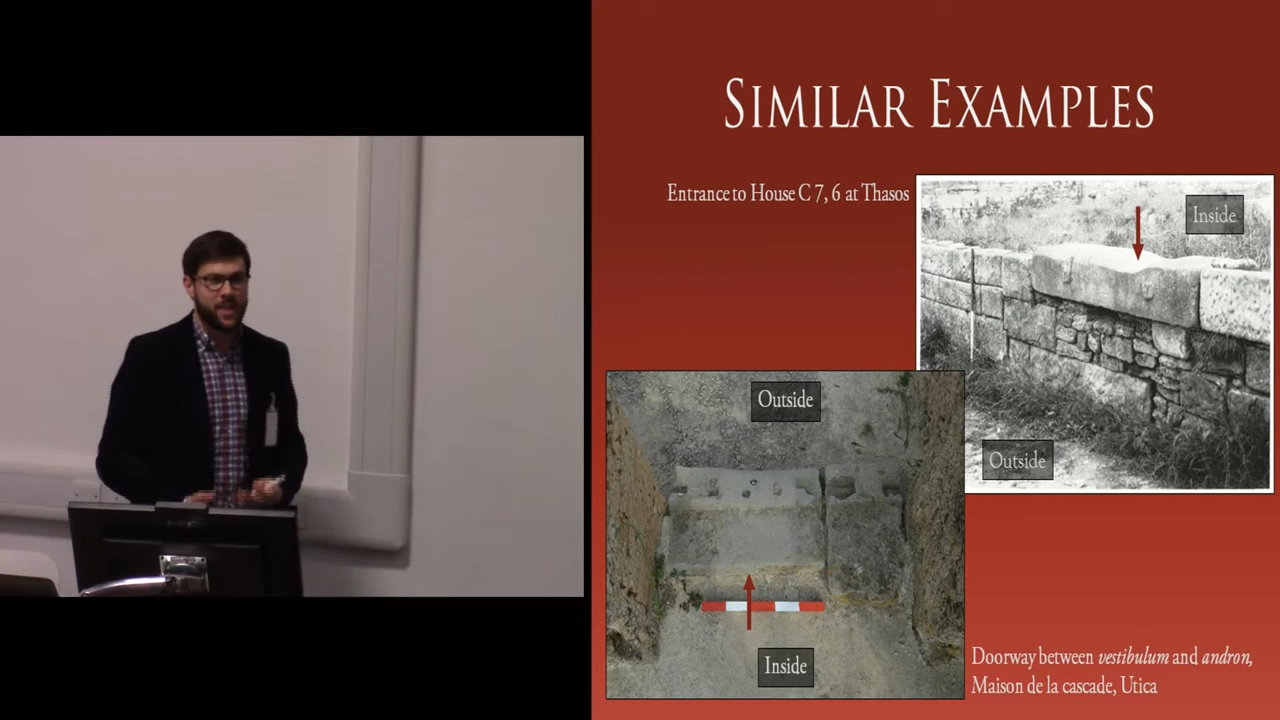 SIMILAR EXAMPLES
Entrance to House C 7, 6 at Thasos
Inside
Outside
Outside
Inside
Doorway between vestibulum and andron,
Maison de la cascade, Utica